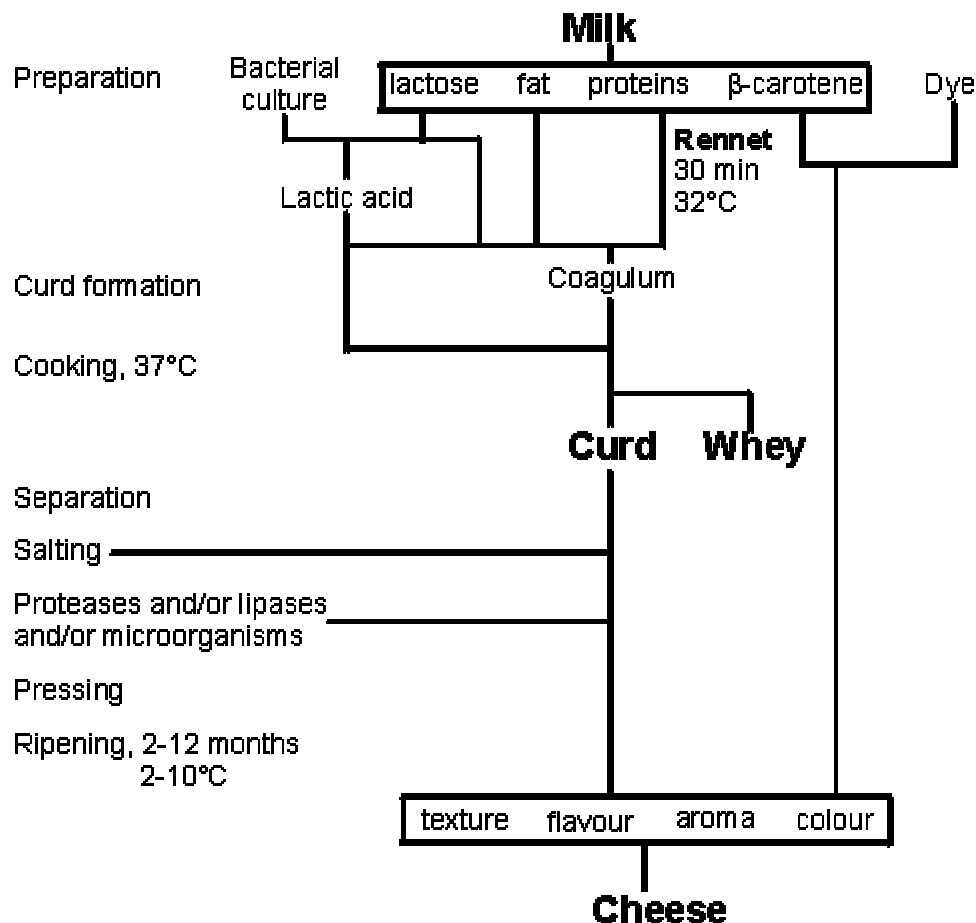 Milk
Preparation
Bacterial
culture
lactose fat proteins β-carotene
Dye
Rennet
30 min
32°C
Lactic acid
Curd formation
Coagulum
Cooking, 37°C
Curd Whey
Separation
Salting
Proteases and/or lipases
and/or microorganisms
Pressing
Ripening, 2-12 months
2-10°C
texture flavour aroma colour
Cheese